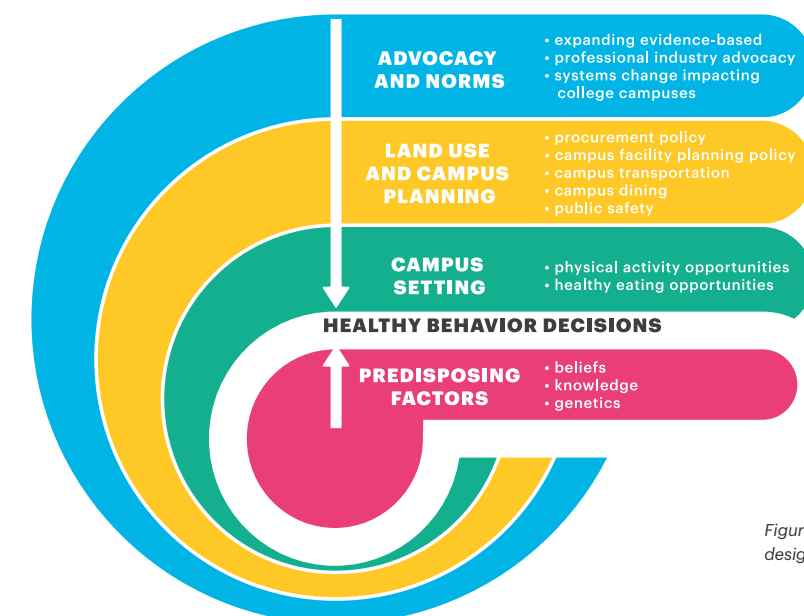 ADVOCACY
AND NORMS
• expanding evidence-based
• professional industry advocacy
• systems change impacting
college campuses
LAND USE
AND CAMPUS
PLANNING
• procurement policy
• campus facility planning policy
• campus transportation
• campus dining
• public safety
CAMPUS
SETTING
• physical activity opportunities
• healthy eating opportunities
HEALTHY BEHAVIOR DECISIONS
PREDISPOSING
FACTORS
• beliefs
• knowledge
• genetics